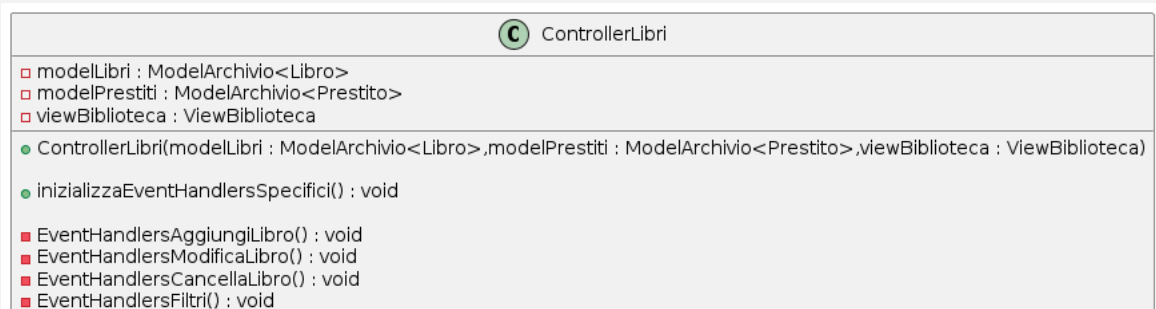 C ControllerLibri
modelLibri : ModelArchivio<Libro>
modelPrestiti : ModelArchivio<Prestito>
viewBiblioteca : ViewBiblioteca
ControllerLibri(modelLibri : ModelArchivio<Libro>,modelPrestiti : ModelArchivio<Prestito>,viewBiblioteca : ViewBiblioteca)
inizializzaEventHandlersSpecifici() : void
EventHandlersAggiungiLibro() : void
EventHandlersModificaLibro() : void
EventHandlersCancellaLibro() : void
EventHandlersFiltri() : void